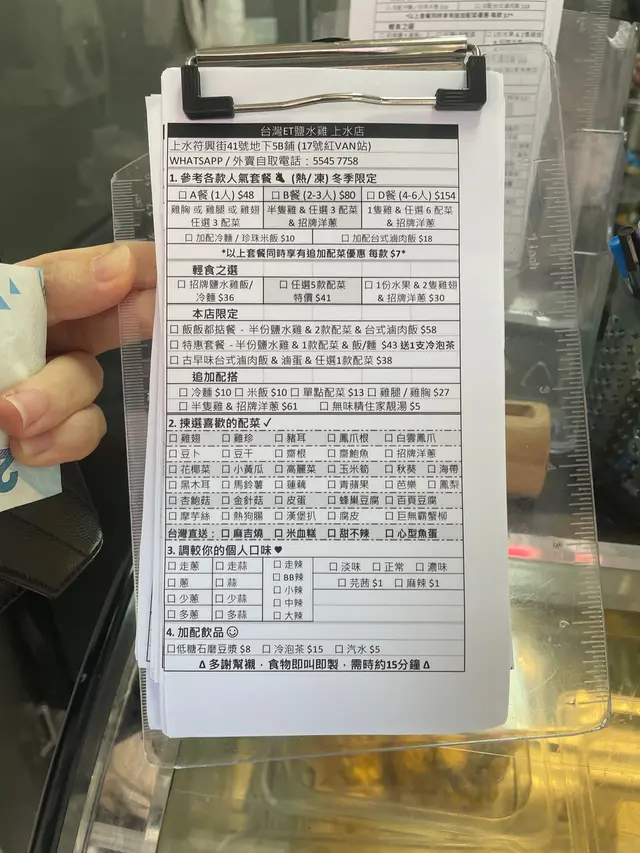 台灣ET鹽水雞 上水店
上水符興街41號地下5B鋪 (17號紅VAN站)
WHATSAPP / 外賣自取電話：5545 7758
1. 參考各款人氣套餐 (熱/凍) 冬季限定
☐ A餐 (1人) $48 ☐ B餐 (2-3人) $80 ☐ D餐 (4-6人) $154
雞胸 或 雞腿 或 雞翅 半隻雞 & 任選 3 配菜 1隻雞 & 任選 6 配菜
任選 3 配菜 & 招牌洋蔥 & 招牌洋蔥
☐ 加配冷麵 / 珍珠米飯 $10 ☐ 加配台式滷肉飯 $18
*以上套餐同時享有追加配菜優惠 每款 $7*
輕食之選
☐ 招牌鹽水雞飯/ ☐ 任選5款配菜 ☐ 1份水果 & 2隻雞翅
冷麵 $36 特價 $41 & 招牌洋蔥 $30
本店限定
☐ 飯飯都掂餐 - 半份鹽水雞 & 2款配菜 & 台式滷肉飯 $58
☐ 特惠套餐 - 半份鹽水雞 & 1款配菜 & 飯/麵 $43 送1支冷泡茶
☐ 古早味台式滷肉飯 & 滷蛋 & 任選1款配菜 $38
追加配搭
☐ 冷麵 $10 ☐ 米飯 $10 ☐ 單點配菜 $13 ☐ 雞腿 / 雞胸 $27
☐ 半隻雞 & 招牌洋蔥 $61 ☐ 無味精住家靚湯 $5
2. 揀選喜歡的配菜 ✓
☐ 雞翅 ☐ 雞珍 ☐ 豬耳 ☐ 鳳爪根 ☐ 白雲鳳爪
☐ 豆卜 ☐ 豆干 ☐ 齋根 ☐ 齋鮑魚 ☐ 招牌洋蔥
☐ 花椰菜 ☐ 小黃瓜 ☐ 高麗菜 ☐ 玉米筍 ☐ 秋葵 ☐ 海帶
☐ 黑木耳 ☐ 馬鈴薯 ☐ 蓮藕 ☐ 青蘋果 ☐ 芭樂 ☐ 鳳梨
☐ 杏鮑菇 ☐ 金針菇 ☐ 皮蛋 ☐ 蜂巢豆腐 ☐ 百頁豆腐
☐ 摩芋絲 ☐ 熱狗腸 ☐ 漢堡扒 ☐ 腐皮 ☐ 巨無霸蟹柳
台灣直送： ☐ 麻吉燒 ☐ 米血糕 ☐ 甜不辣 ☐ 心型魚蛋
3. 調較你的個人口味 ♥
☐ 走蔥 ☐ 走蒜 ☐ 走辣 ☐ 淡味 ☐ 正常 ☐ 濃味
☐ 蔥 ☐ 蒜 ☐ BB辣 ☐ 芫茜 $1 ☐ 麻辣 $1
☐ 小辣
☐ 少蔥 ☐ 少蒜 ☐ 中辣
☐ 多蔥 ☐ 多蒜 ☐ 大辣
4. 加配飲品 ☺
☐低糖石磨豆漿 $8 ☐ 冷泡茶 $15 ☐ 汽水 $5
Δ 多謝幫襯，食物即叫即製，需時約15分鐘 Δ